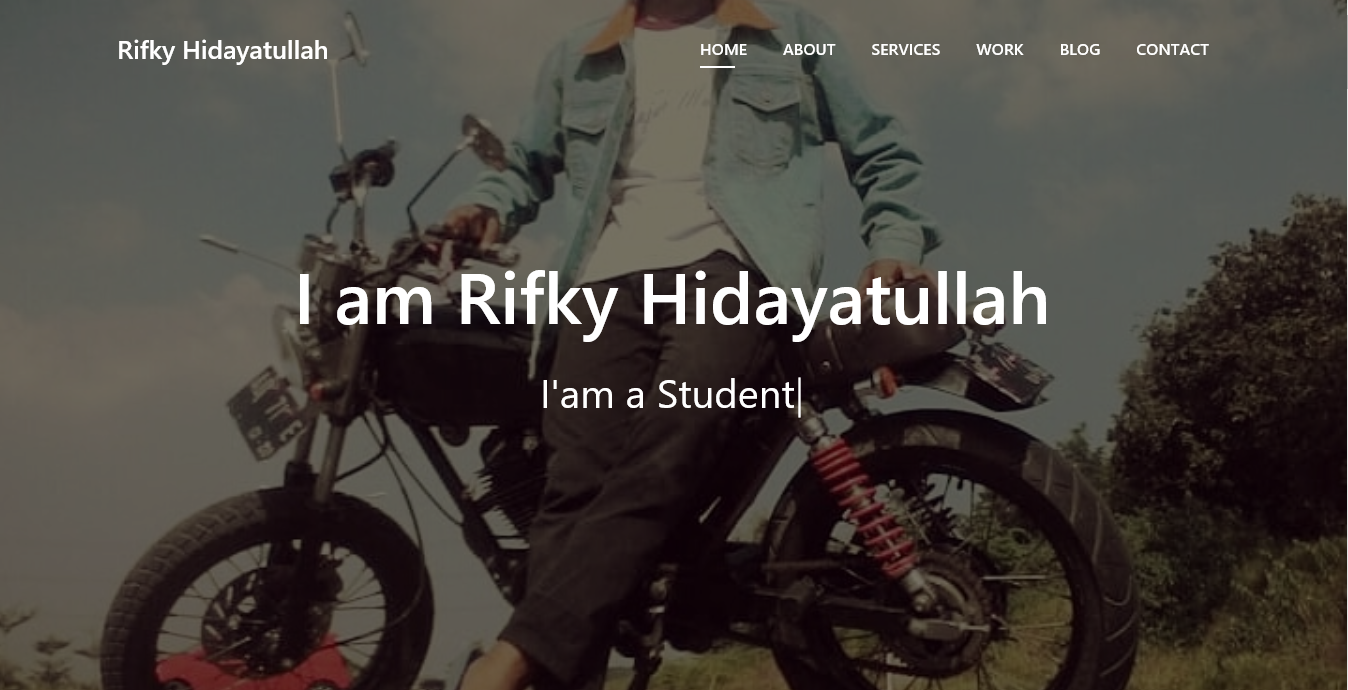 Rifky Hidayatullah
HOME ABOUT SERVICES WORK BLOG CONTACT
I am Rifky Hidayatullah
I'am a Student|